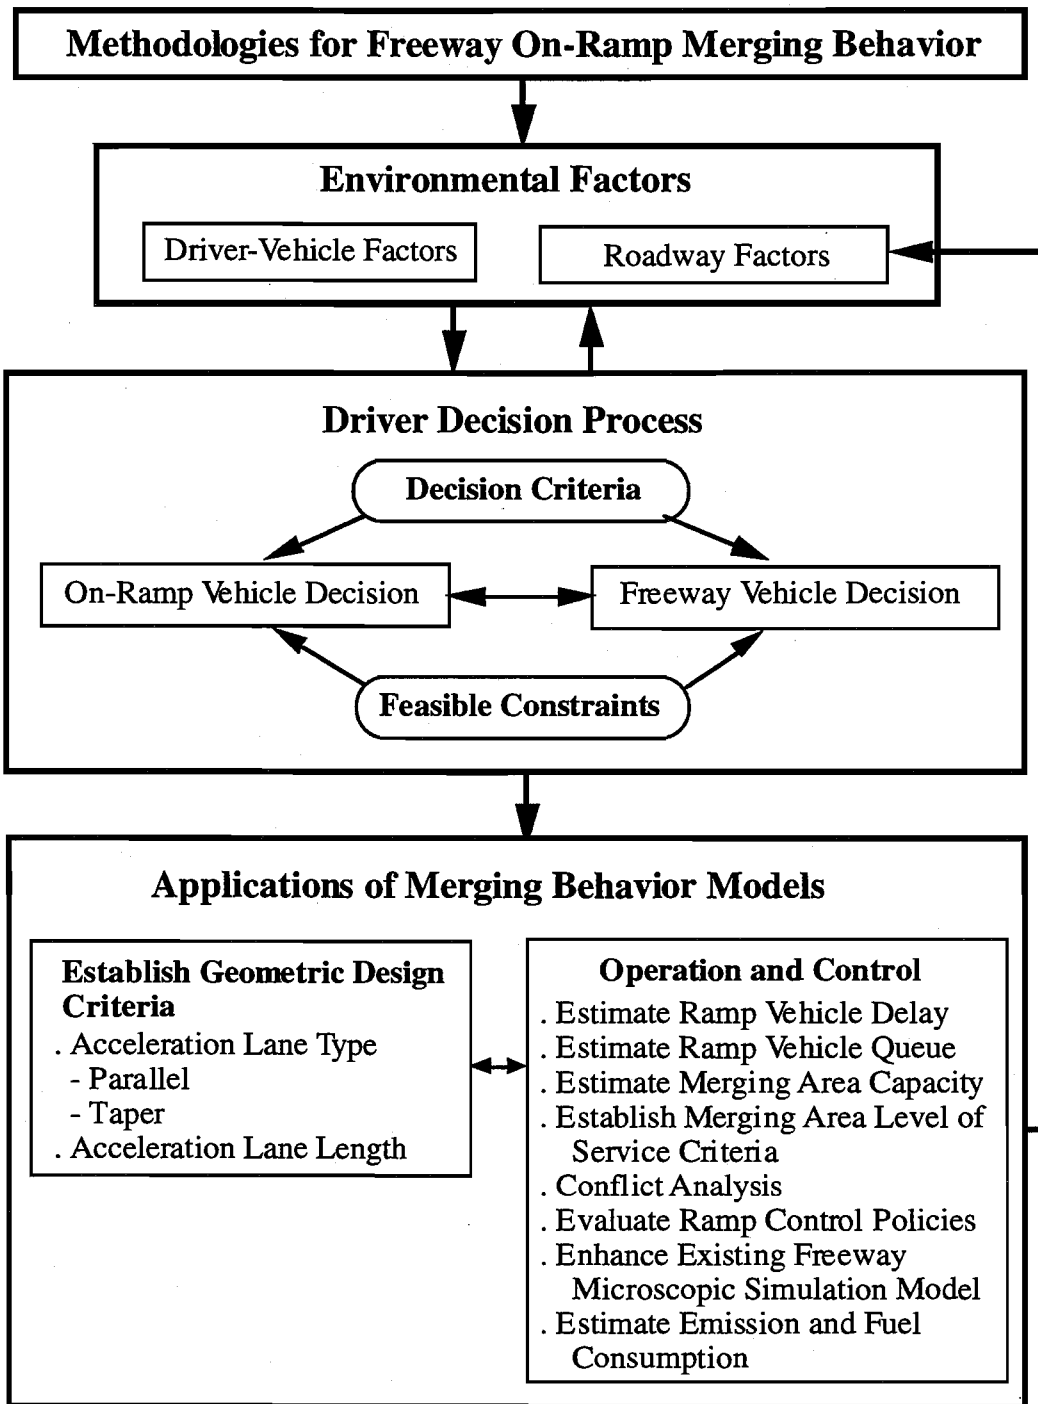 Methodologies for Freeway On-Ramp Merging Behavior
Environmental Factors
Driver-Vehicle Factors
Roadway Factors
Driver Decision Process
Decision Criteria
On-Ramp Vehicle Decision
Freeway Vehicle Decision
Feasible Constraints
Applications of Merging Behavior Models
Establish Geometric Design
Criteria
. Acceleration Lane Type
- Parallel
- Taper
. Acceleration Lane Length
Operation and Control
. Estimate Ramp Vehicle Delay
. Estimate Ramp Vehicle Queue
. Estimate Merging Area Capacity
. Establish Merging Area Level of
Service Criteria
. Conflict Analysis
. Evaluate Ramp Control Policies
. Enhance Existing Freeway
Microscopic Simulation Model
. Estimate Emission and Fuel
Consumption